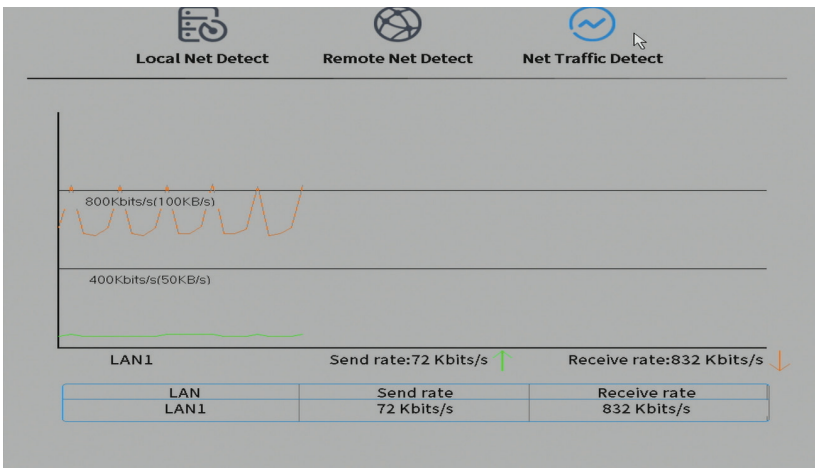 Local Net Detect Remote Net Detect Net Traffic Detect
800Kbits/s(100KB/s)
400Kbits/s(50KB/s)
LAN1 Send rate:72 Kbits/s Receive rate:832 Kbits/s
LAN Send rate Receive rate
LAN1 72 Kbits/s 832 Kbits/s